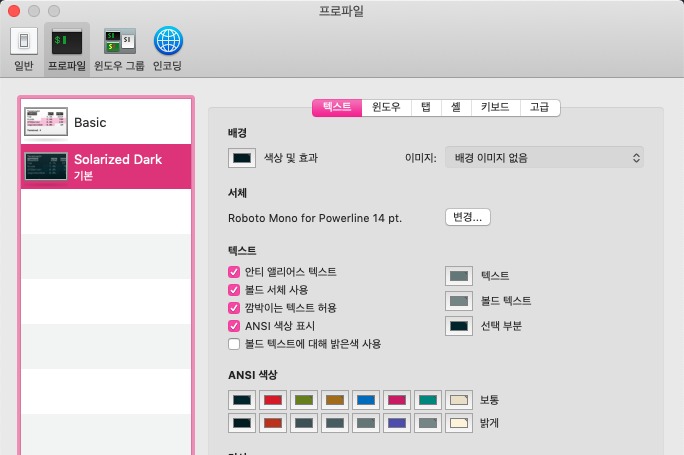 프로파일
일반 프로파일 윈도우 그룹 인코딩
텍스트 윈도우 탭 셸 키보드 고급
Basic
Solarized Dark
기본
배경
색상 및 효과 이미지: 배경 이미지 없음
서체
Roboto Mono for Powerline 14 pt. 변경...
텍스트
안티 앨리어스 텍스트 텍스트
볼드 서체 사용 볼드 텍스트
깜박이는 텍스트 허용
ANSI 색상 표시 선택 부분
볼드 텍스트에 대해 밝은색 사용
ANSI 색상
보통
밝게